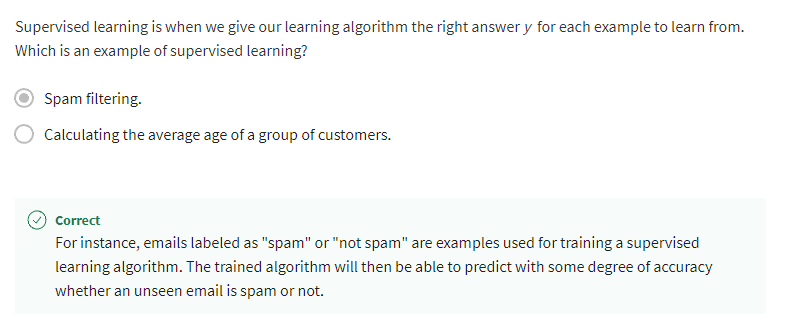 Supervised learning is when we give our learning algorithm the right answer y for each example to learn from.
Which is an example of supervised learning?
Spam filtering.
Calculating the average age of a group of customers.
Correct
For instance, emails labeled as "spam" or "not spam" are examples used for training a supervised
learning algorithm. The trained algorithm will then be able to predict with some degree of accuracy
whether an unseen email is spam or not.